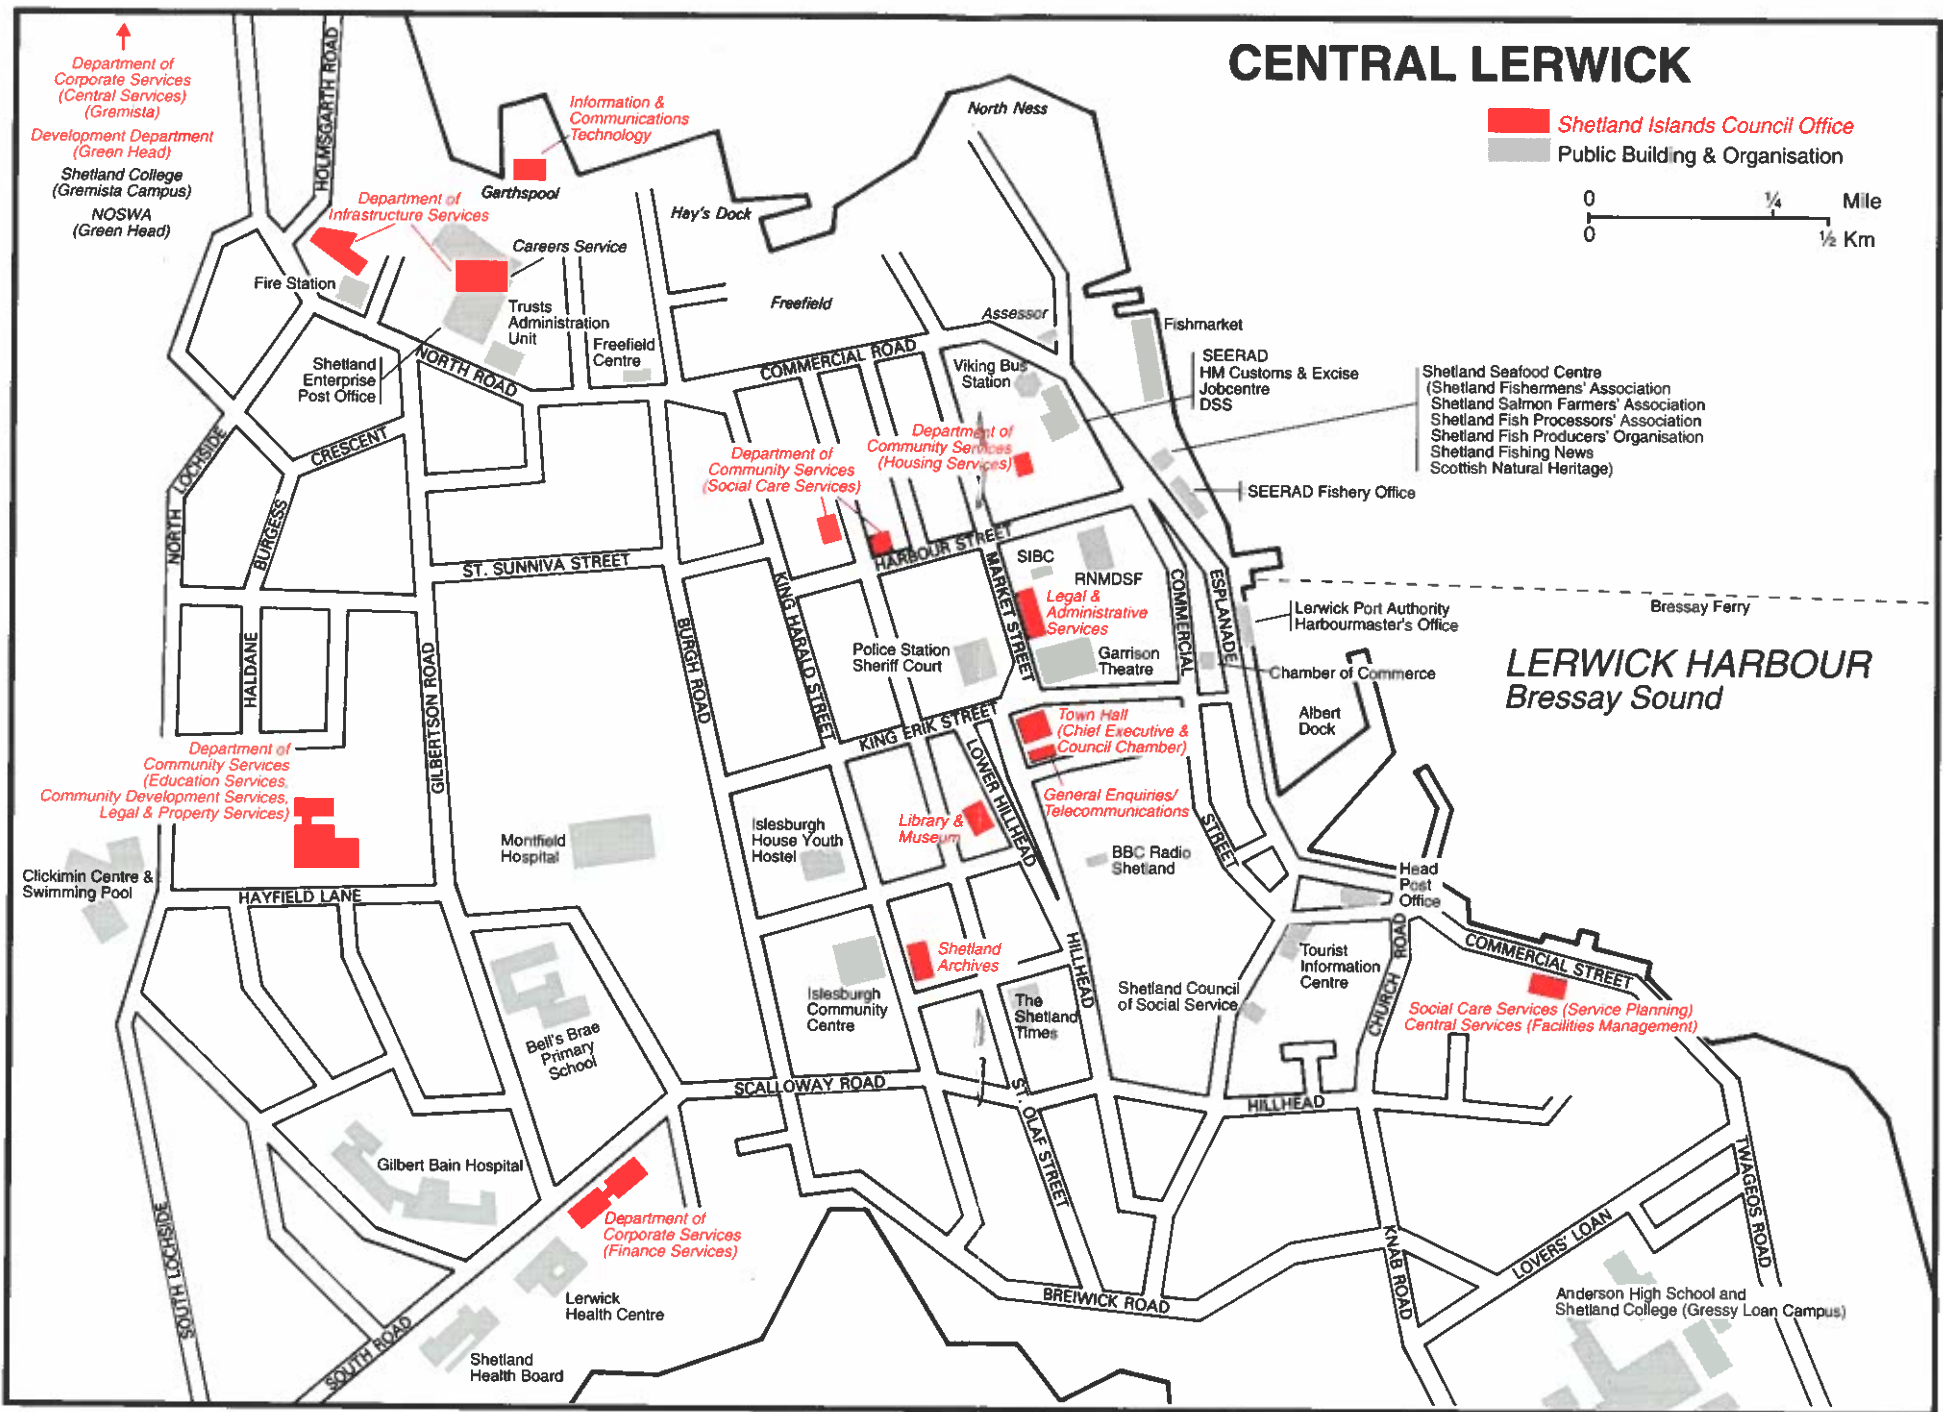 CENTRAL LERWICK
Shetland Islands Council Office
Public Building & Organisation
0
¼
Mile
0
½ Km
Department of
Corporate Services
(Central Services)
(Gremista)
Development Department
(Green Head)
Shetland College
(Gremista Campus)
NOSWA
(Green Head)
HOLMSGARTH ROAD
Information &
Communications
Technology
Garthspool
Department of
Infrastructure Services
Careers Service
Fire Station
Trusts
Administration
Unit
Shetland
Enterprise
Post Office
NORTH ROAD
Freefield
Centre
Hay's Dock
Freefield
North Ness
Assessor
COMMERCIAL ROAD
Viking Bus
Station
Fishmarket
SEERAD
HM Customs & Excise
Jobcentre
DSS
Shetland Seafood Centre
(Shetland Fishermens' Association
Shetland Salmon Farmers' Association
Shetland Fish Processors' Association
Shetland Fish Producers' Organisation
Shetland Fishing News
Scottish Natural Heritage)
SEERAD Fishery Office
NORTH LOCHSIDE
BURGESS
CRESCENT
Department of
Community Services
(Social Care Services)
Department of
Community Services
(Housing Services)
ST. SUNNIVA STREET
HARBOUR STREET
KING HARALD STREET
MARKET STREET
SIBC
RNMDSF
Legal &
Administrative
Services
COMMERCIAL
ESPLANADE
Bressay Ferry
Lerwick Port Authority
Harbourmaster's Office
LERWICK HARBOUR
Bressay Sound
HALDANE
GILBERTSON ROAD
BURGH ROAD
Police Station
Sheriff Court
Garrison
Theatre
Chamber of Commerce
Albert
Dock
KING ERIK STREET
Town Hall
(Chief Executive &
Council Chamber)
LOWER HILLHEAD
General Enquiries/
Telecommunications
Department of
Community Services
(Education Services,
Community Development Services,
Legal & Property Services)
Clickimin Centre &
Swimming Pool
Montfield
Hospital
Islesburgh
House Youth
Hostel
Library &
Museum
BBC Radio
Shetland
STREET
Head
Post
Office
HAYFIELD LANE
Shetland
Archives
HILLHEAD
Islesburgh
Community
Centre
The
Shetland
Times
Shetland Council
of Social Service
Tourist
Information
Centre
CHURCH ROAD
COMMERCIAL STREET
Social Care Services (Service Planning)
Central Services (Facilities Management)
Bell's Brae
Primary
School
SCALLOWAY ROAD
ST. OLAF STREET
HILLHEAD
Gilbert Bain Hospital
Department of
Corporate Services
(Finance Services)
SOUTH LOCHSIDE
Lerwick
Health Centre
SOUTH ROAD
Shetland
Health Board
BREIWICK ROAD
KNAB ROAD
LOVERS' LOAN
TWAGEOS ROAD
Anderson High School and
Shetland College (Gressy Loan Campus)